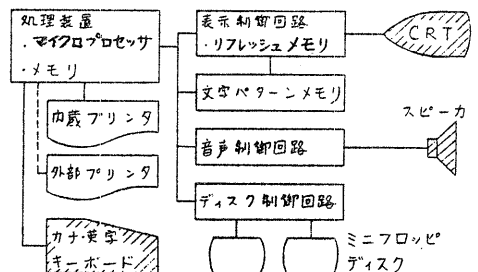 処理装置
・マイクロプロセッサ
・メモリ
内蔵プリンタ
外部プリンタ
カナ・英字
キーボード
表示制御回路
・リフレッシュメモリ
文字パターンメモリ
音声制御回路
ディスク制御回路
CRT
スピーカ
ミニフロッピ
ディスク